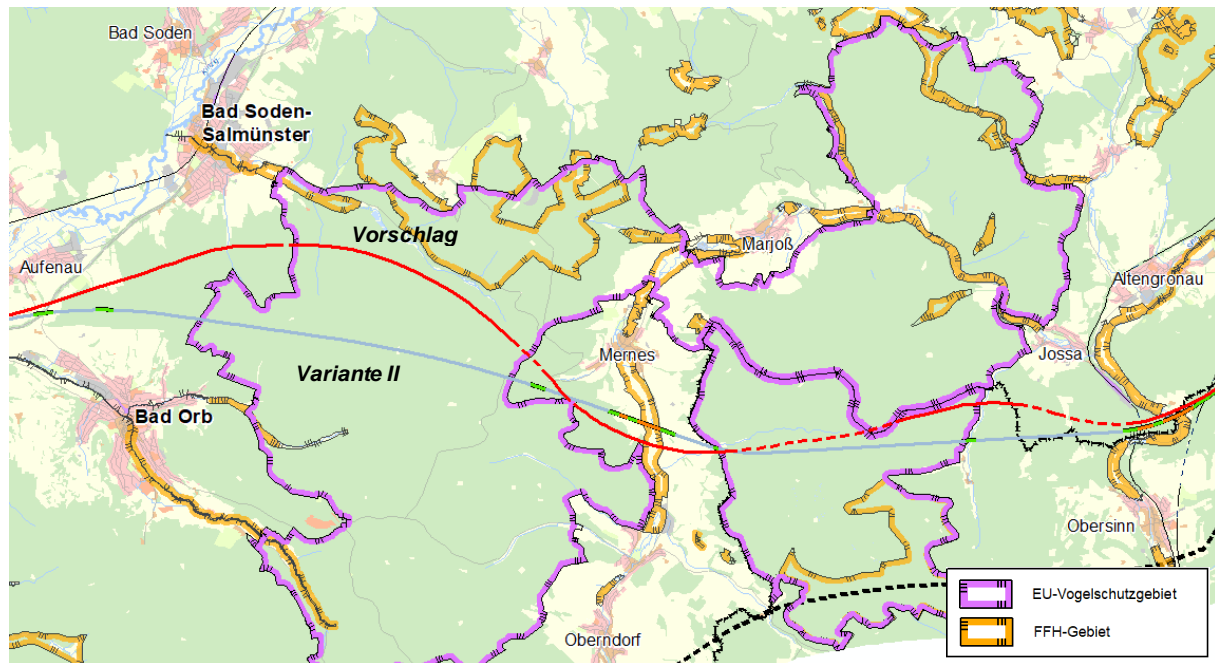 Bad Soden
Bad Soden-
Salmünster
Vorschlag
Marjoß
Aufenau
Altengronau
Mernes
Jossa
Variante II
Bad Orb
Obersinn
Oberndorf
EU-Vogelschutzgebiet
FFH-Gebiet